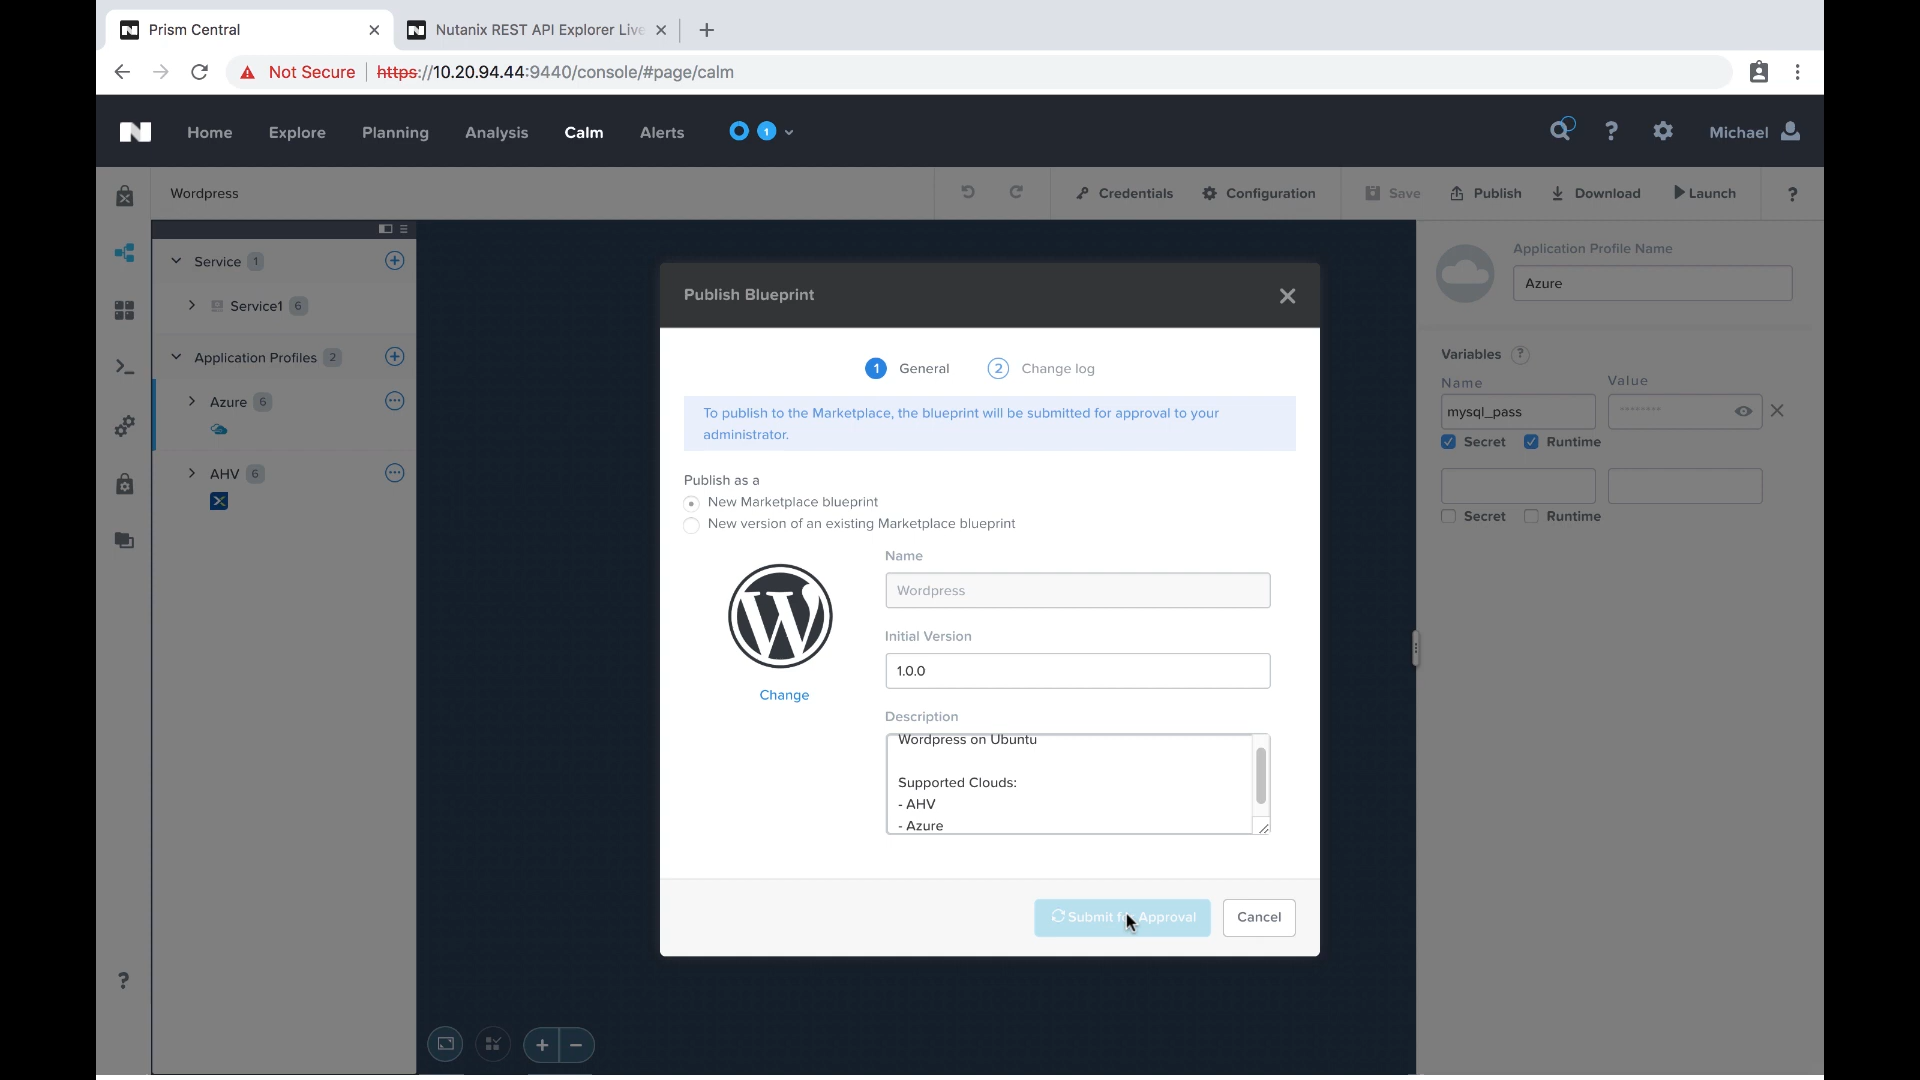 Prism Central
Nutanix REST API Explorer Live
Not Secure https://10.20.94.44:9440/console/#page/calm
Home Explore Planning Analysis Calm Alerts 1 ? Michael
Wordpress Credentials Configuration Save Publish Download Launch ?
Service 1
Service1 6
Application Profiles 2
Azure 6
AHV 6
?
Publish Blueprint
1 General 2 Change log
To publish to the Marketplace, the blueprint will be submitted for approval to your
administrator.
Publish as a
New Marketplace blueprint
New version of an existing Marketplace blueprint
Change
Name
Wordpress
Initial Version
1.0.0
Description
Wordpress on Ubuntu
Supported Clouds:
- AHV
- Azure
Submit for Approval Cancel
Application Profile Name
Azure
Variables ?
Name Value
mysql_pass ********
Secret Runtime
Secret Runtime